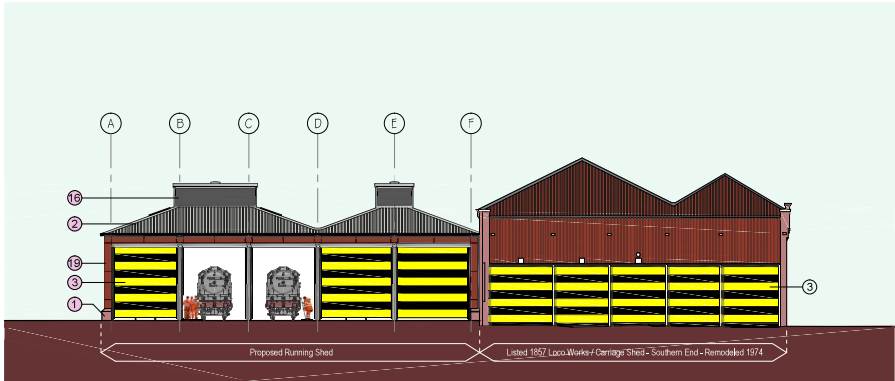 A B C D E F
16
2
19
3
3
1
Proposed Running Shed
Listed 1857 Loco Works / Carriage Shed - Southern End - Remodeled 1974